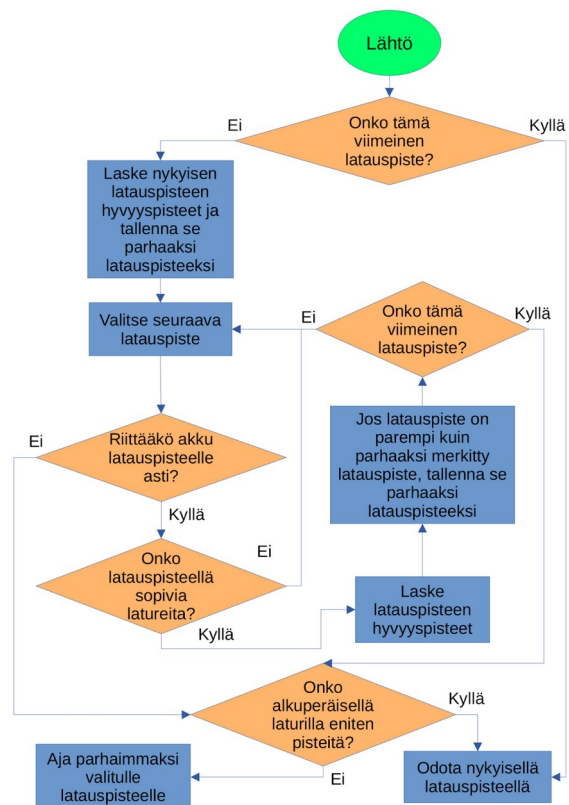 Lähtö
Onko tämä
viimeinen
latauspiste?
Ei
Kyllä
Laske nykyisen
latauspisteen
hyvyyspisteet ja
tallenna se
parhaaksi
latauspisteeksi
Valitse seuraava
latauspiste
Ei
Onko tämä
viimeinen
latauspiste?
Kyllä
Riittääkö akku
latauspisteelle
asti?
Ei
Kyllä
Jos latauspiste on
parempi kuin
parhaaksi merkitty
latauspiste, tallenna se
parhaaksi
latauspisteeksi
Onko
latauspisteellä
sopivia
latureita?
Ei
Kyllä
Laske
latauspisteen
hyvyyspisteet
Onko
alkuperäisellä
laturilla eniten
pisteitä?
Kyllä
Ei
Aja parhaimmaksi
valitulle
latauspisteelle
Odota nykyisellä
latauspisteellä